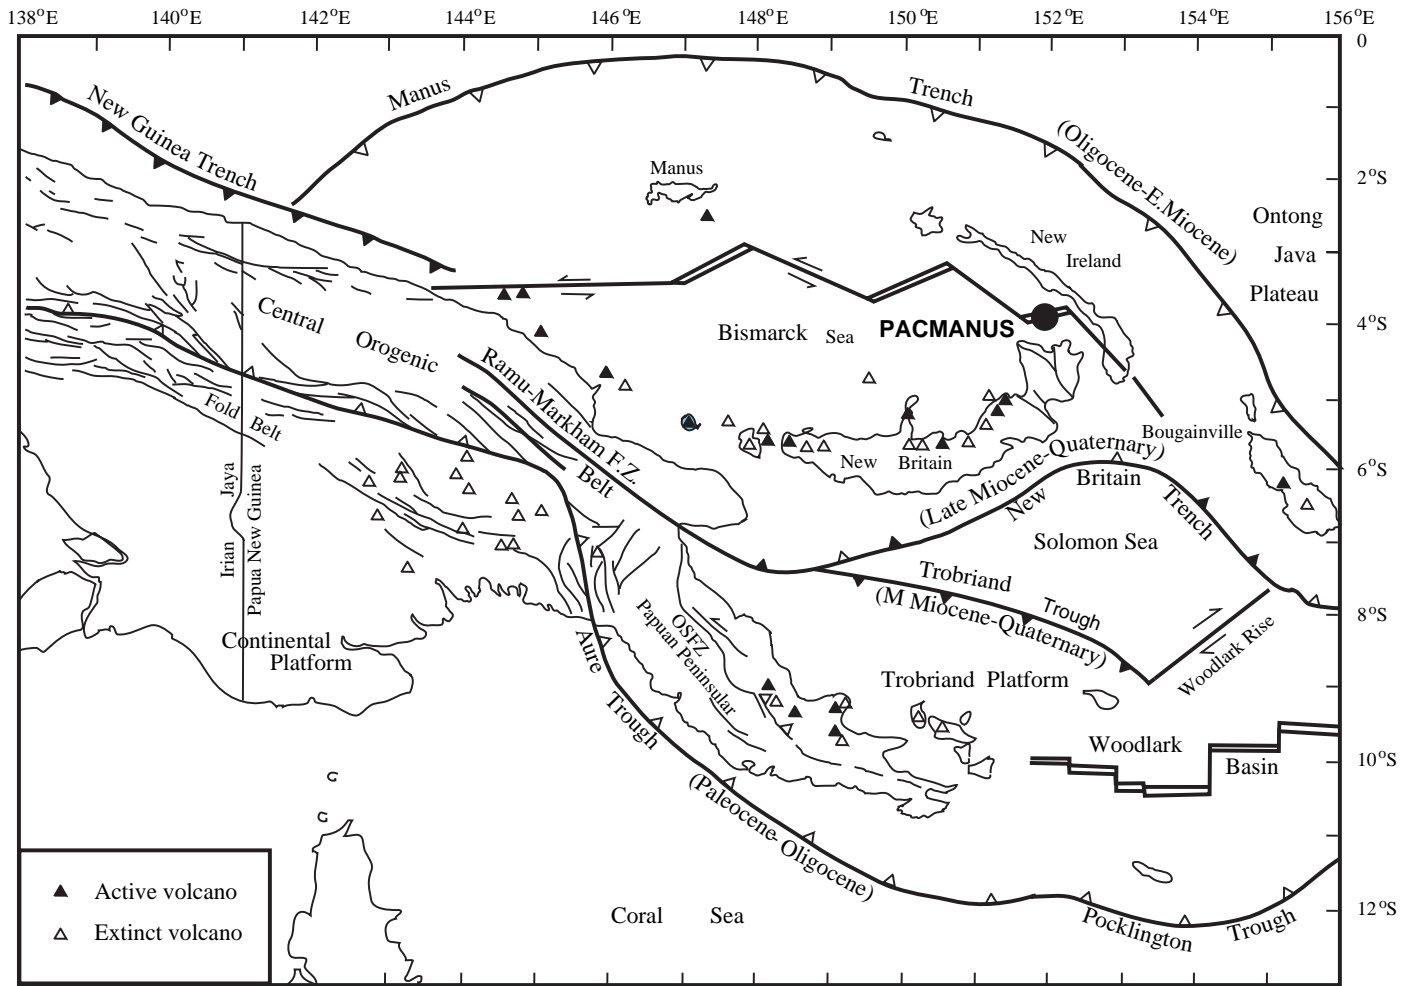 138°E 140°E 142°E 144°E 146°E 148°E 150°E 152°E 154°E 156°E
0
2°S
4°S
6°S
8°S
10°S
12°S
New Guinea Trench
Manus
Trench
(Oligocene-E.Miocene)
Manus
New
Ireland
Ontong
Java
Plateau
Central
Orogenic
Belt
Bismarck Sea
PACMANUS
Ramu-Markham F.Z.
Fold Belt
New Britain
Bougainville
(Late Miocene-Quaternary)
New
Britain
Trench
Solomon Sea
Irian Jaya
Papua New Guinea
Continental
Platform
Trobriand
Trough
(M Miocene-Quaternary)
Woodlark Rise
OSFZ
Papuan Peninsular
Aure
Trough
(Paleocene-Oligocene)
Trobriand Platform
Woodlark
Basin
Coral Sea
Pocklington
Trough
Active volcano
Extinct volcano